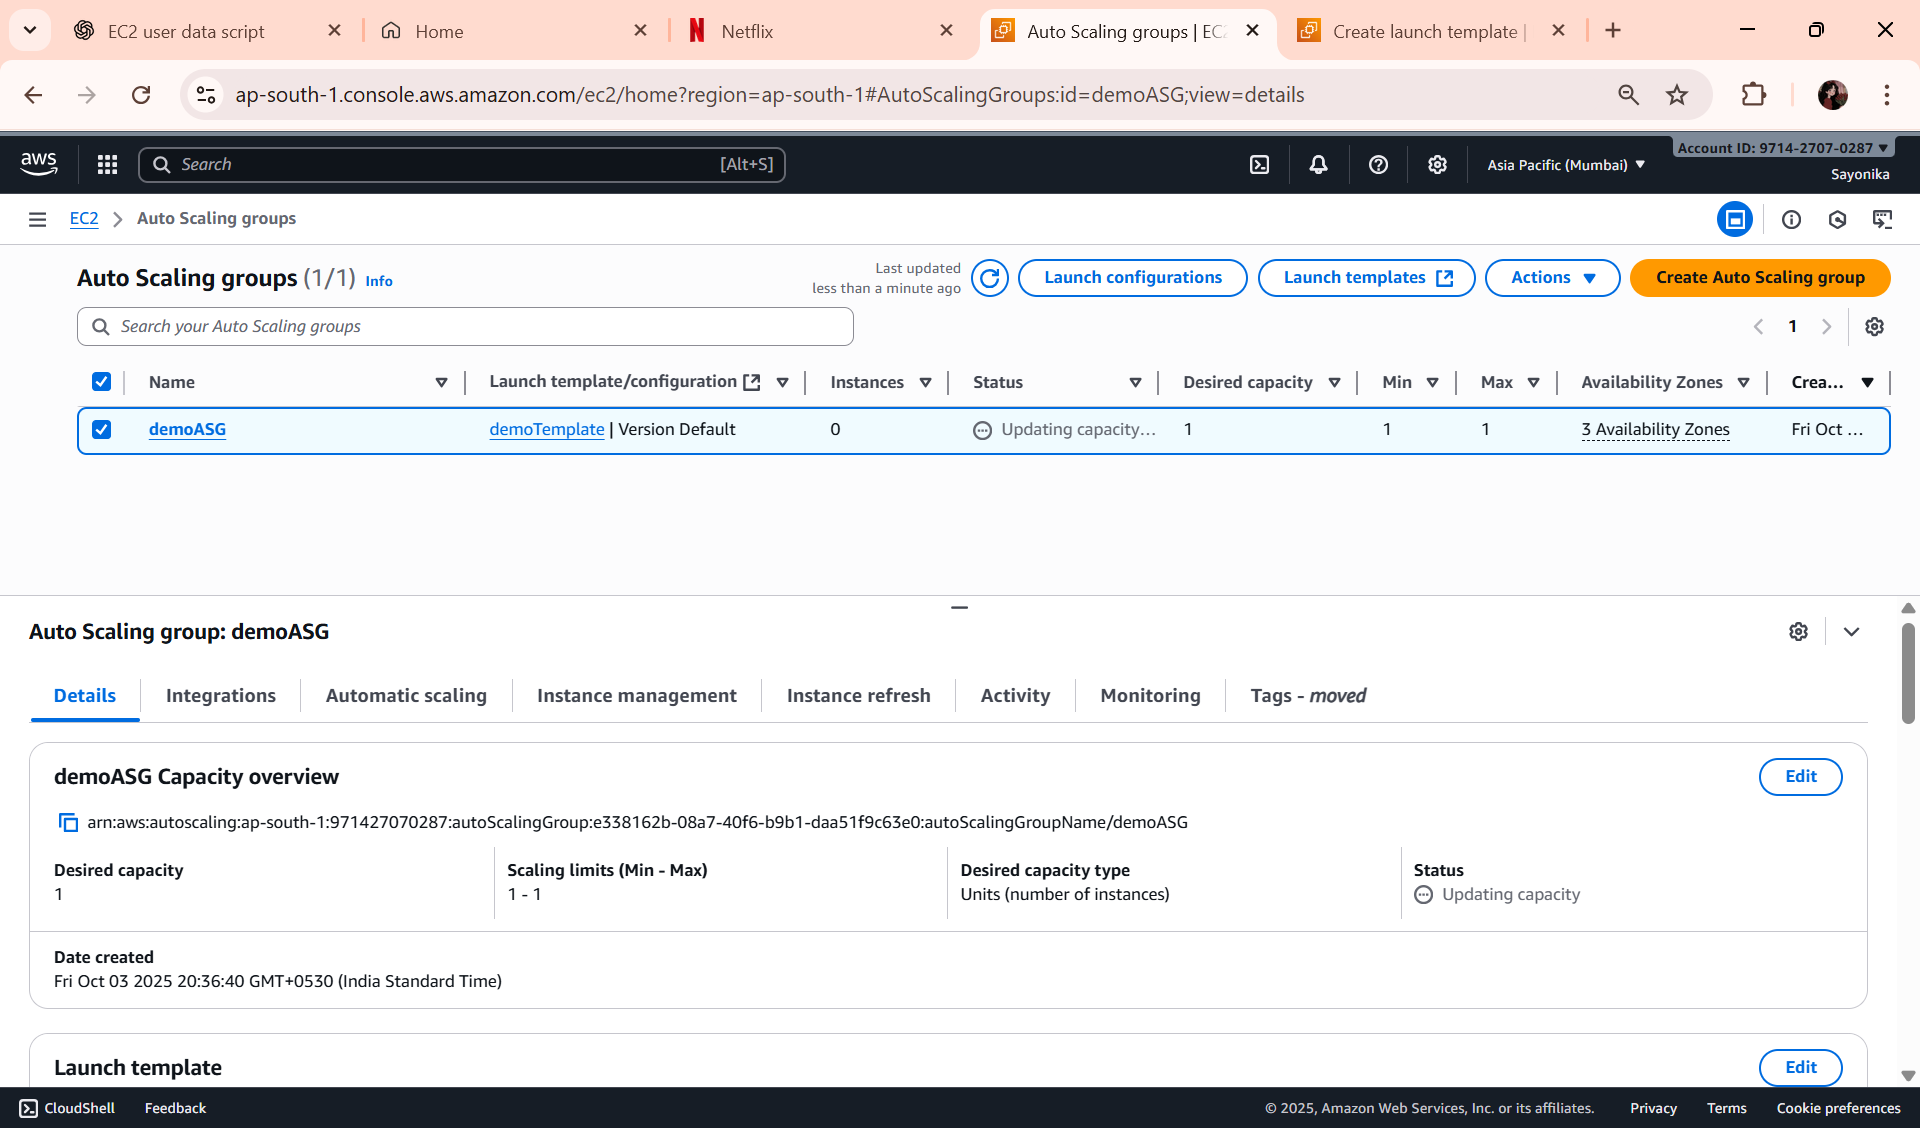 EC2 user data script
Home
Netflix
Auto Scaling groups | EC
Create launch template |
ap-south-1.console.aws.amazon.com/ec2/home?region=ap-south-1#AutoScalingGroups:id=demoASG;view=details
aws
Search
[Alt+S]
Asia Pacific (Mumbai)
Account ID: 9714-2707-0287
Sayonika
EC2
Auto Scaling groups
Auto Scaling groups (1/1) Info
Last updated
less than a minute ago
Launch configurations
Launch templates
Actions
Create Auto Scaling group
Search your Auto Scaling groups
1
Name
Launch template/configuration
Instances
Status
Desired capacity
Min
Max
Availability Zones
Crea...
demoASG
demoTemplate | Version Default
0
Updating capacity...
1
1
1
3 Availability Zones
Fri Oct ...
Auto Scaling group: demoASG
Details
Integrations
Automatic scaling
Instance management
Instance refresh
Activity
Monitoring
Tags - moved
demoASG Capacity overview
Edit
arn:aws:autoscaling:ap-south-1:971427070287:autoScalingGroup:e338162b-08a7-40f6-b9b1-daa51f9c63e0:autoScalingGroupName/demoASG
Desired capacity
1
Scaling limits (Min - Max)
1 - 1
Desired capacity type
Units (number of instances)
Status
Updating capacity
Date created
Fri Oct 03 2025 20:36:40 GMT+0530 (India Standard Time)
Launch template
Edit
CloudShell
Feedback
© 2025, Amazon Web Services, Inc. or its affiliates.
Privacy
Terms
Cookie preferences